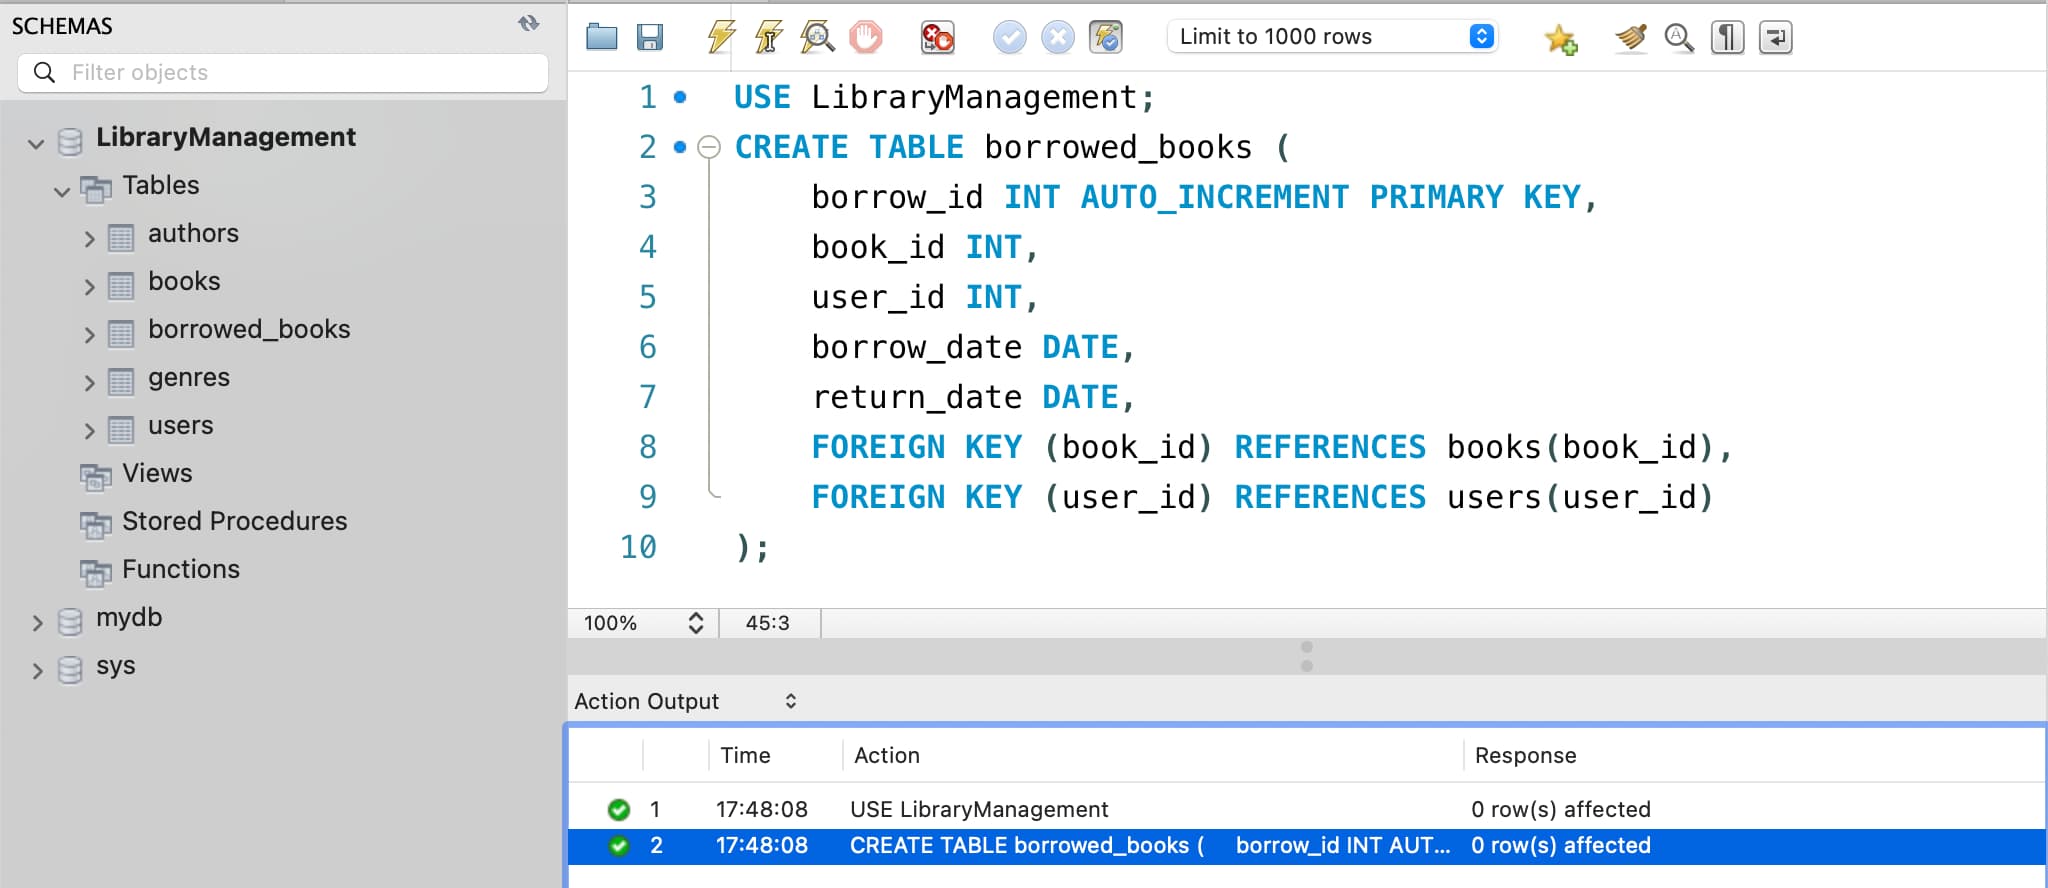 SCHEMAS
Filter objects
LibraryManagement
Tables
authors
books
borrowed_books
genres
users
Views
Stored Procedures
Functions
mydb
sys
Limit to 1000 rows
1 USE LibraryManagement;
2 CREATE TABLE borrowed_books (
3 borrow_id INT AUTO_INCREMENT PRIMARY KEY,
4 book_id INT,
5 user_id INT,
6 borrow_date DATE,
7 return_date DATE,
8 FOREIGN KEY (book_id) REFERENCES books(book_id),
9 FOREIGN KEY (user_id) REFERENCES users(user_id)
10 );
100% 45:3
Action Output
Time Action Response
1 17:48:08 USE LibraryManagement 0 row(s) affected
2 17:48:08 CREATE TABLE borrowed_books ( borrow_id INT AUT... 0 row(s) affected